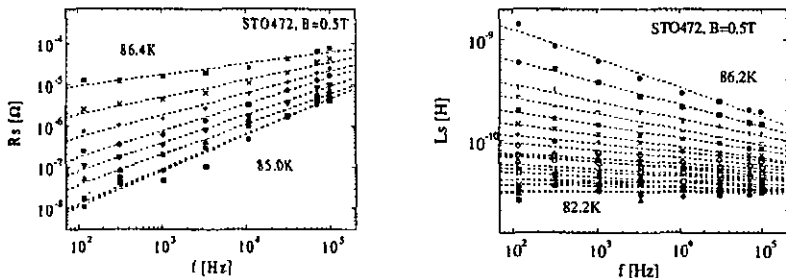 STO472, B=0.5T
86.4K
85.0K
Rs [Ω]
10⁻⁴
10⁻⁵
10⁻⁶
10⁻⁷
10⁻⁸
10² 10³ 10⁴ 10⁵
f [Hz]
STO472, B=0.5T
86.2K
82.2K
Ls [H]
10⁻⁹
10⁻¹⁰
10² 10³ 10⁴ 10⁵
f [Hz]